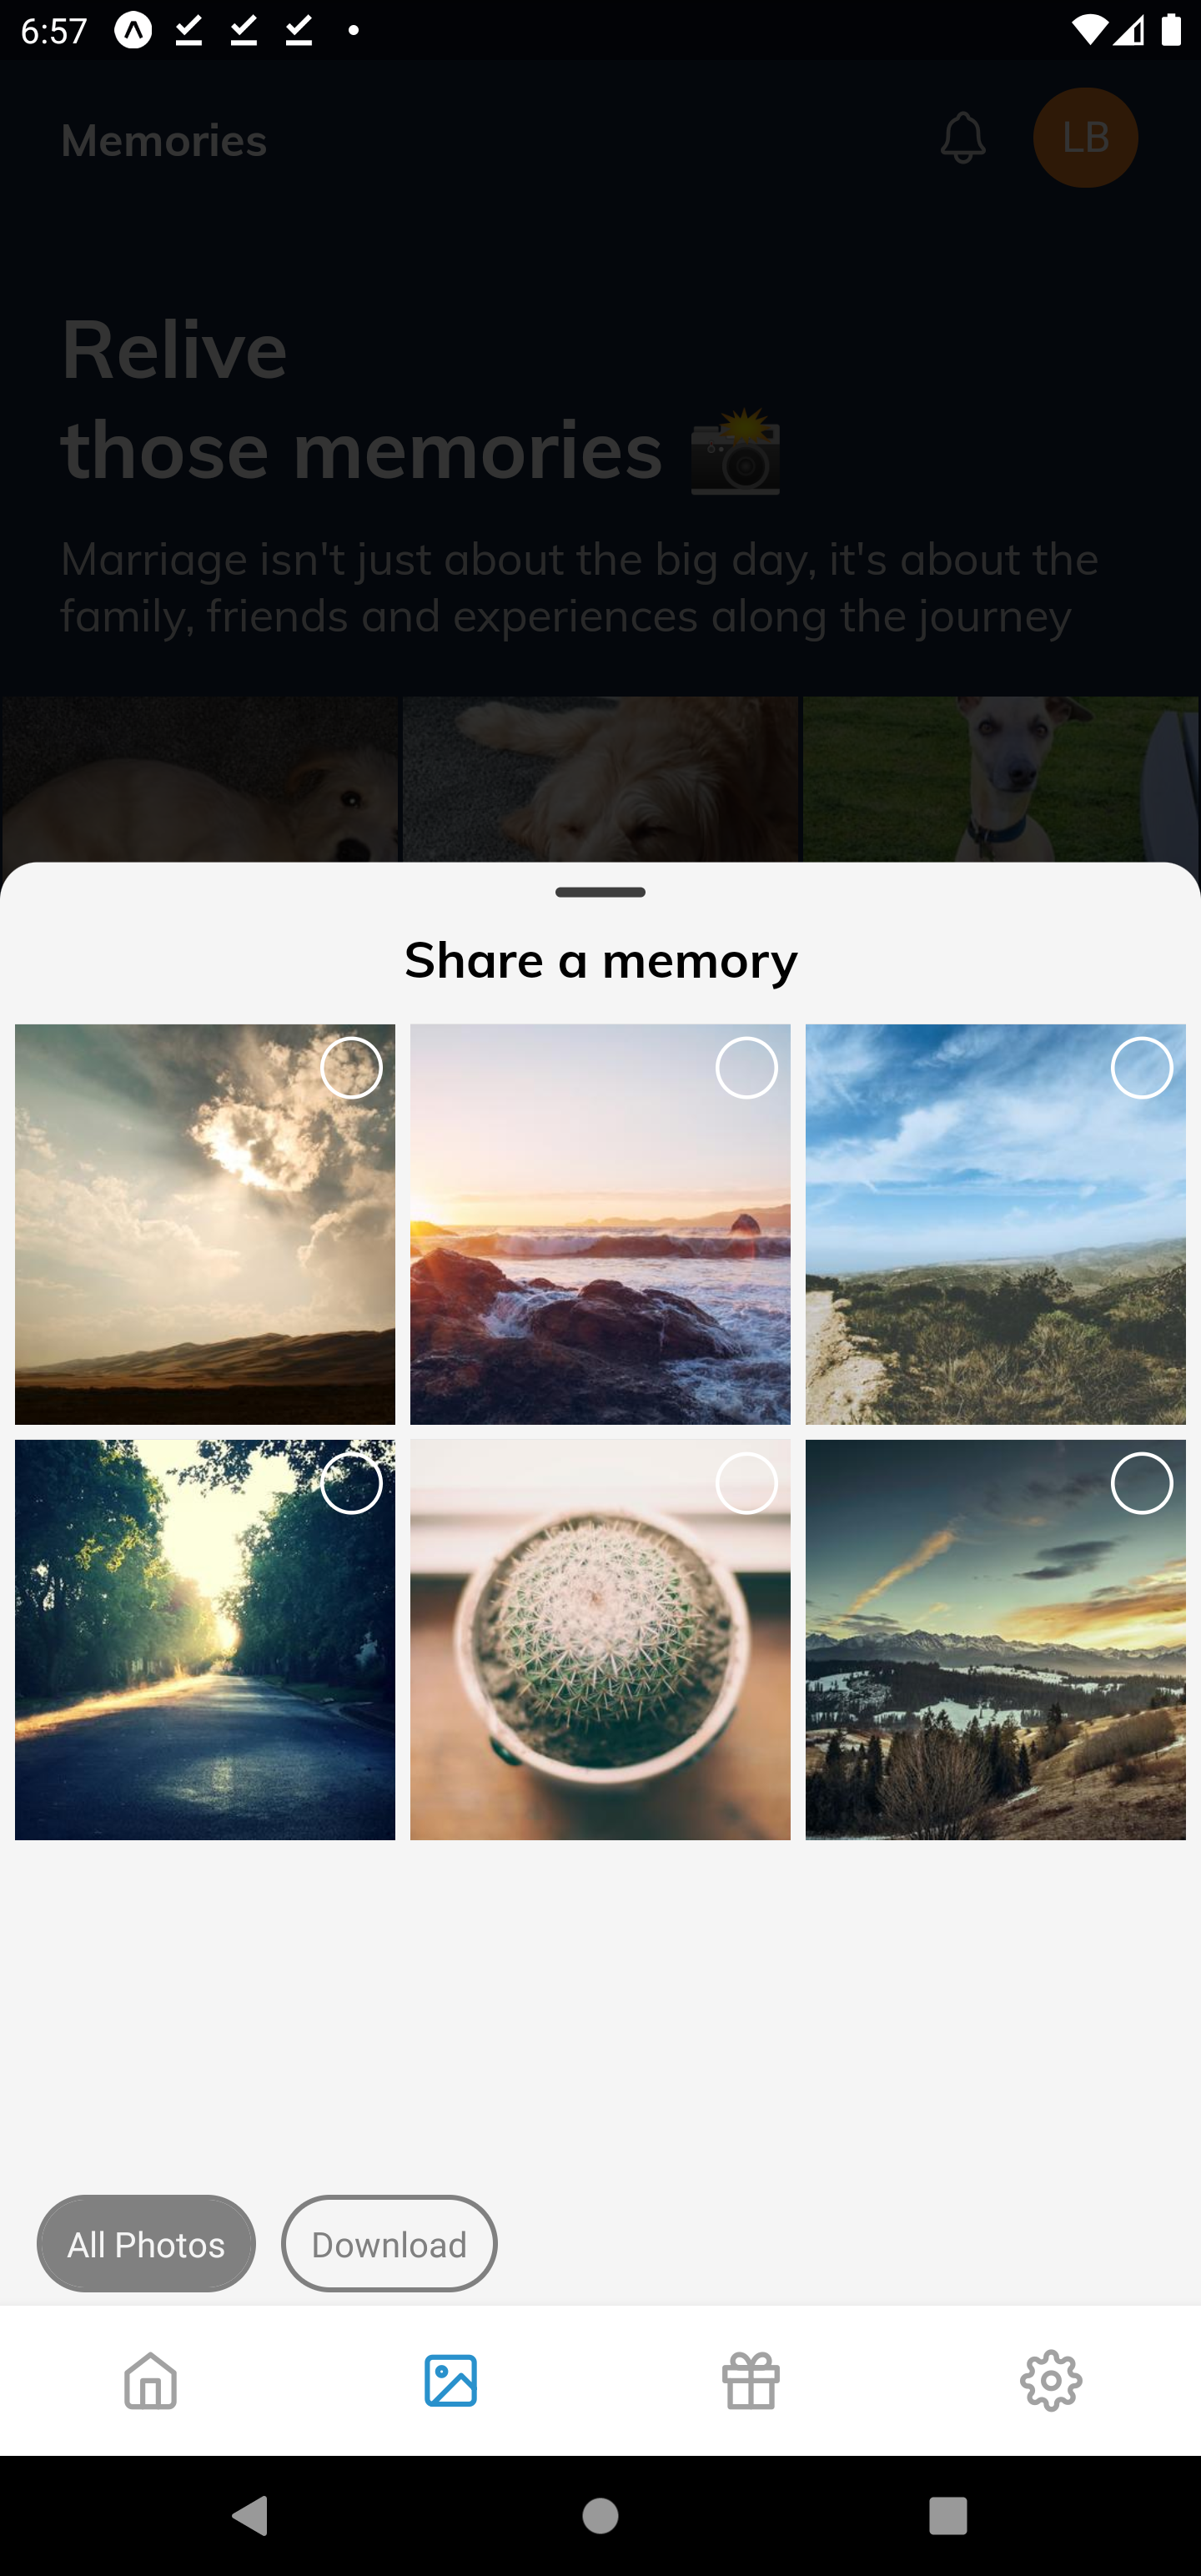 6:57
Memories
LB
Relive
those memories 📸
Marriage isn't just about the big day, it's about the
family, friends and experiences along the journey
Share a memory
All Photos
Download